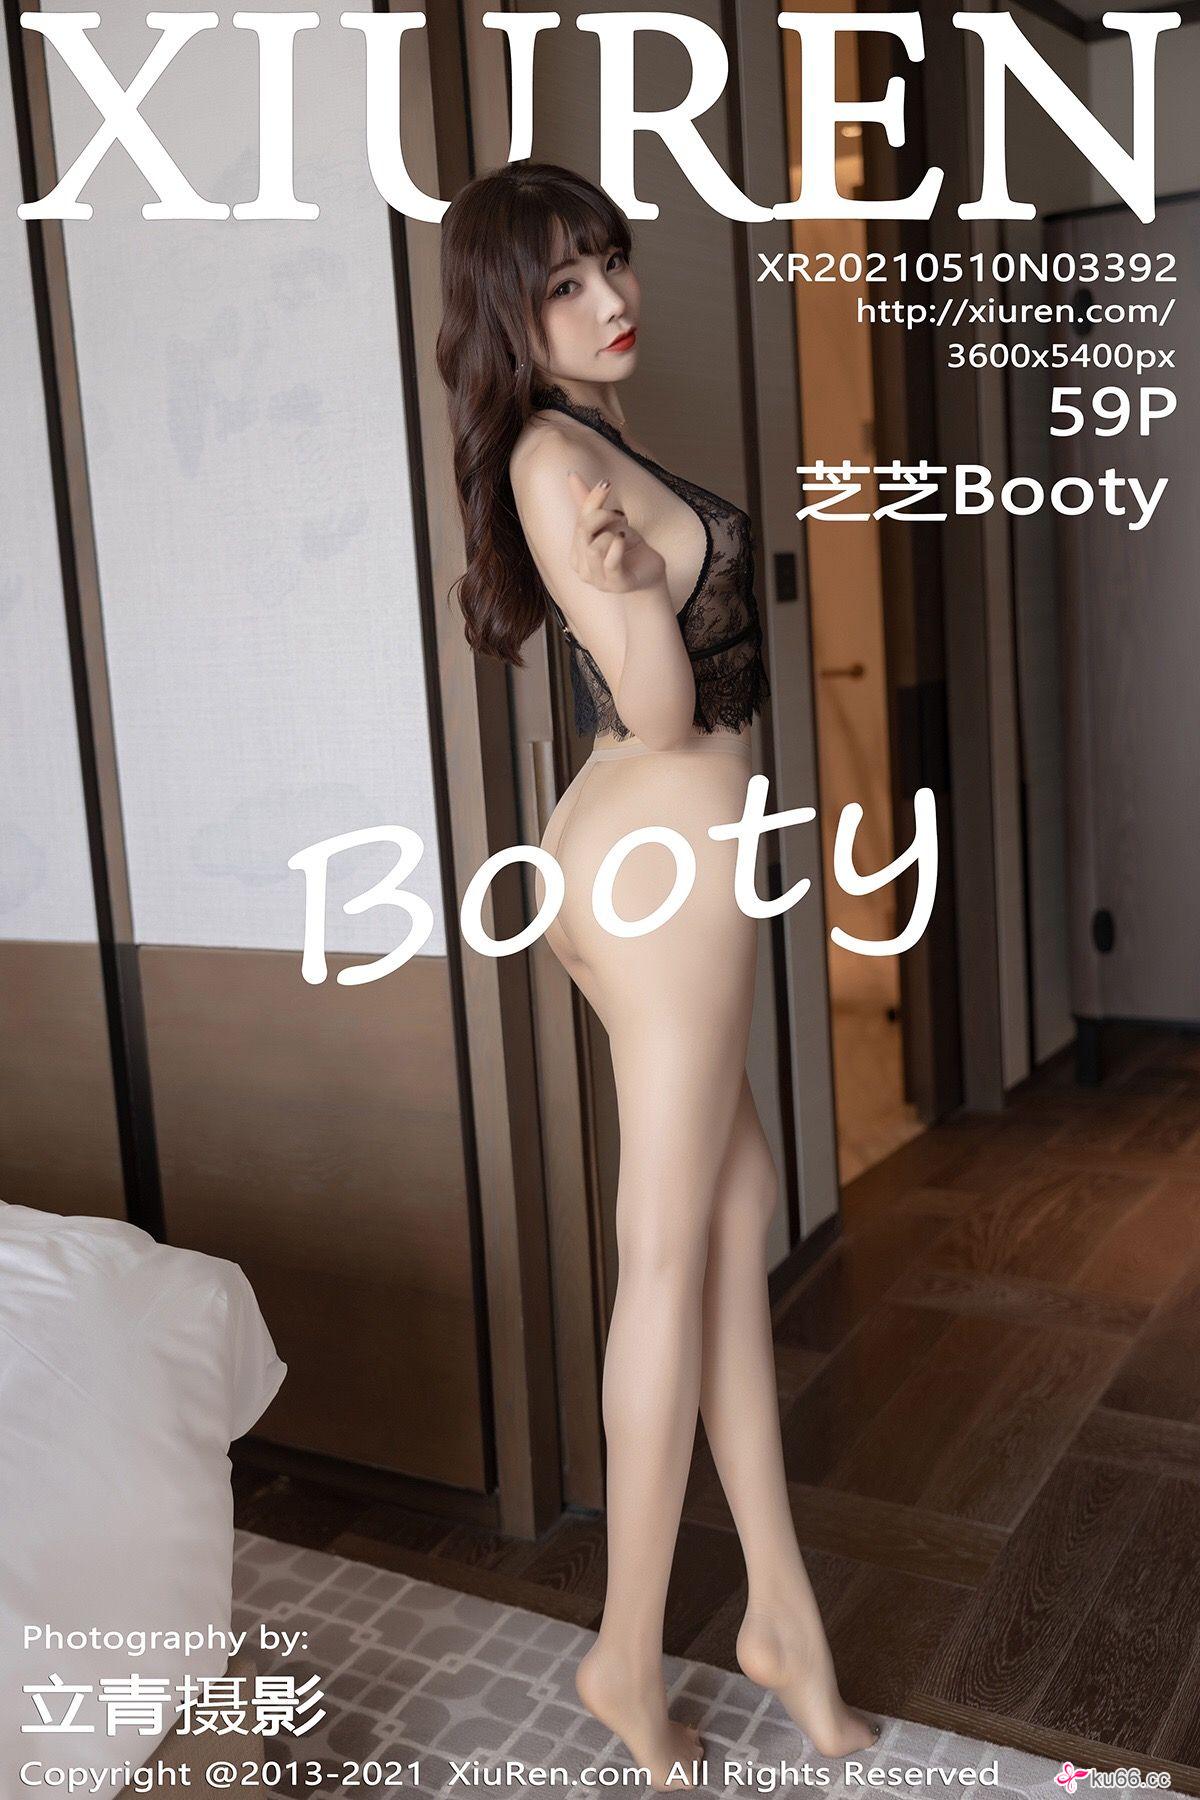 XIUREN
XR20210510N03392
http://xiuren.com/
3600x5400px
59P
芝芝Booty
Booty
Photography by:
立青摄影
Copyright @2013-2021 XiuRen.com All Rights Reserved
ku66.cc